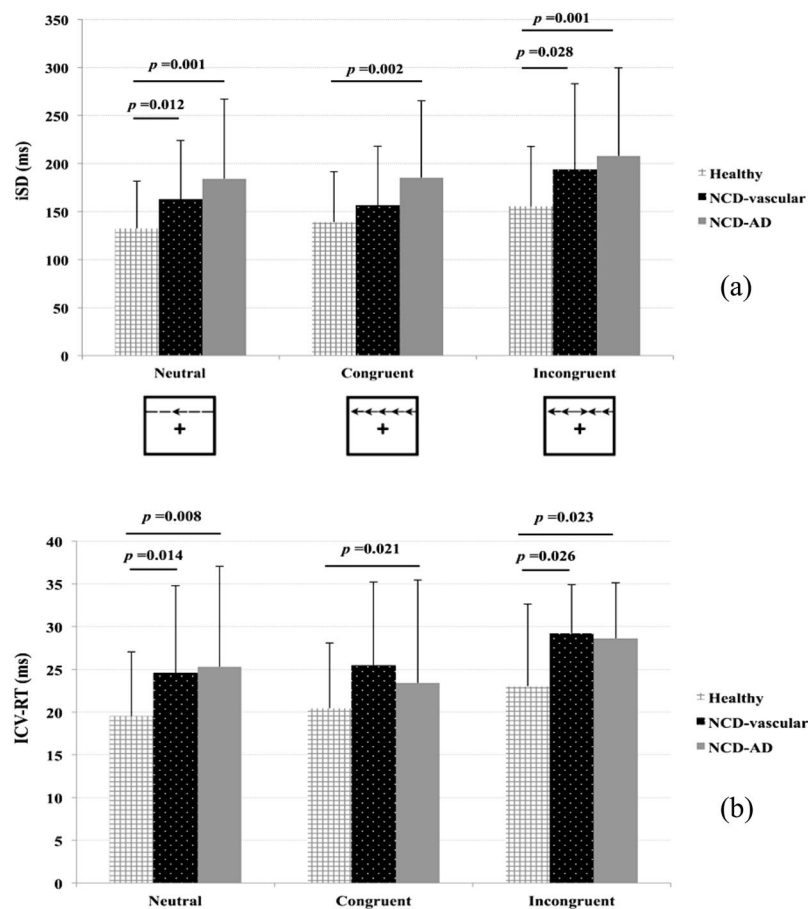 350
300
250
200
150
100
50
0
iSD (ms)
p =0.001
p =0.012
p =0.002
p =0.001
p =0.028
Neutral
Congruent
Incongruent
Healthy
NCD-vascular
NCD-AD
(a)
+
+
+
40
35
30
25
20
15
10
5
0
ICV-RT (ms)
p =0.008
p =0.014
p =0.021
p =0.023
p =0.026
Neutral
Congruent
Incongruent
Healthy
NCD-vascular
NCD-AD
(b)